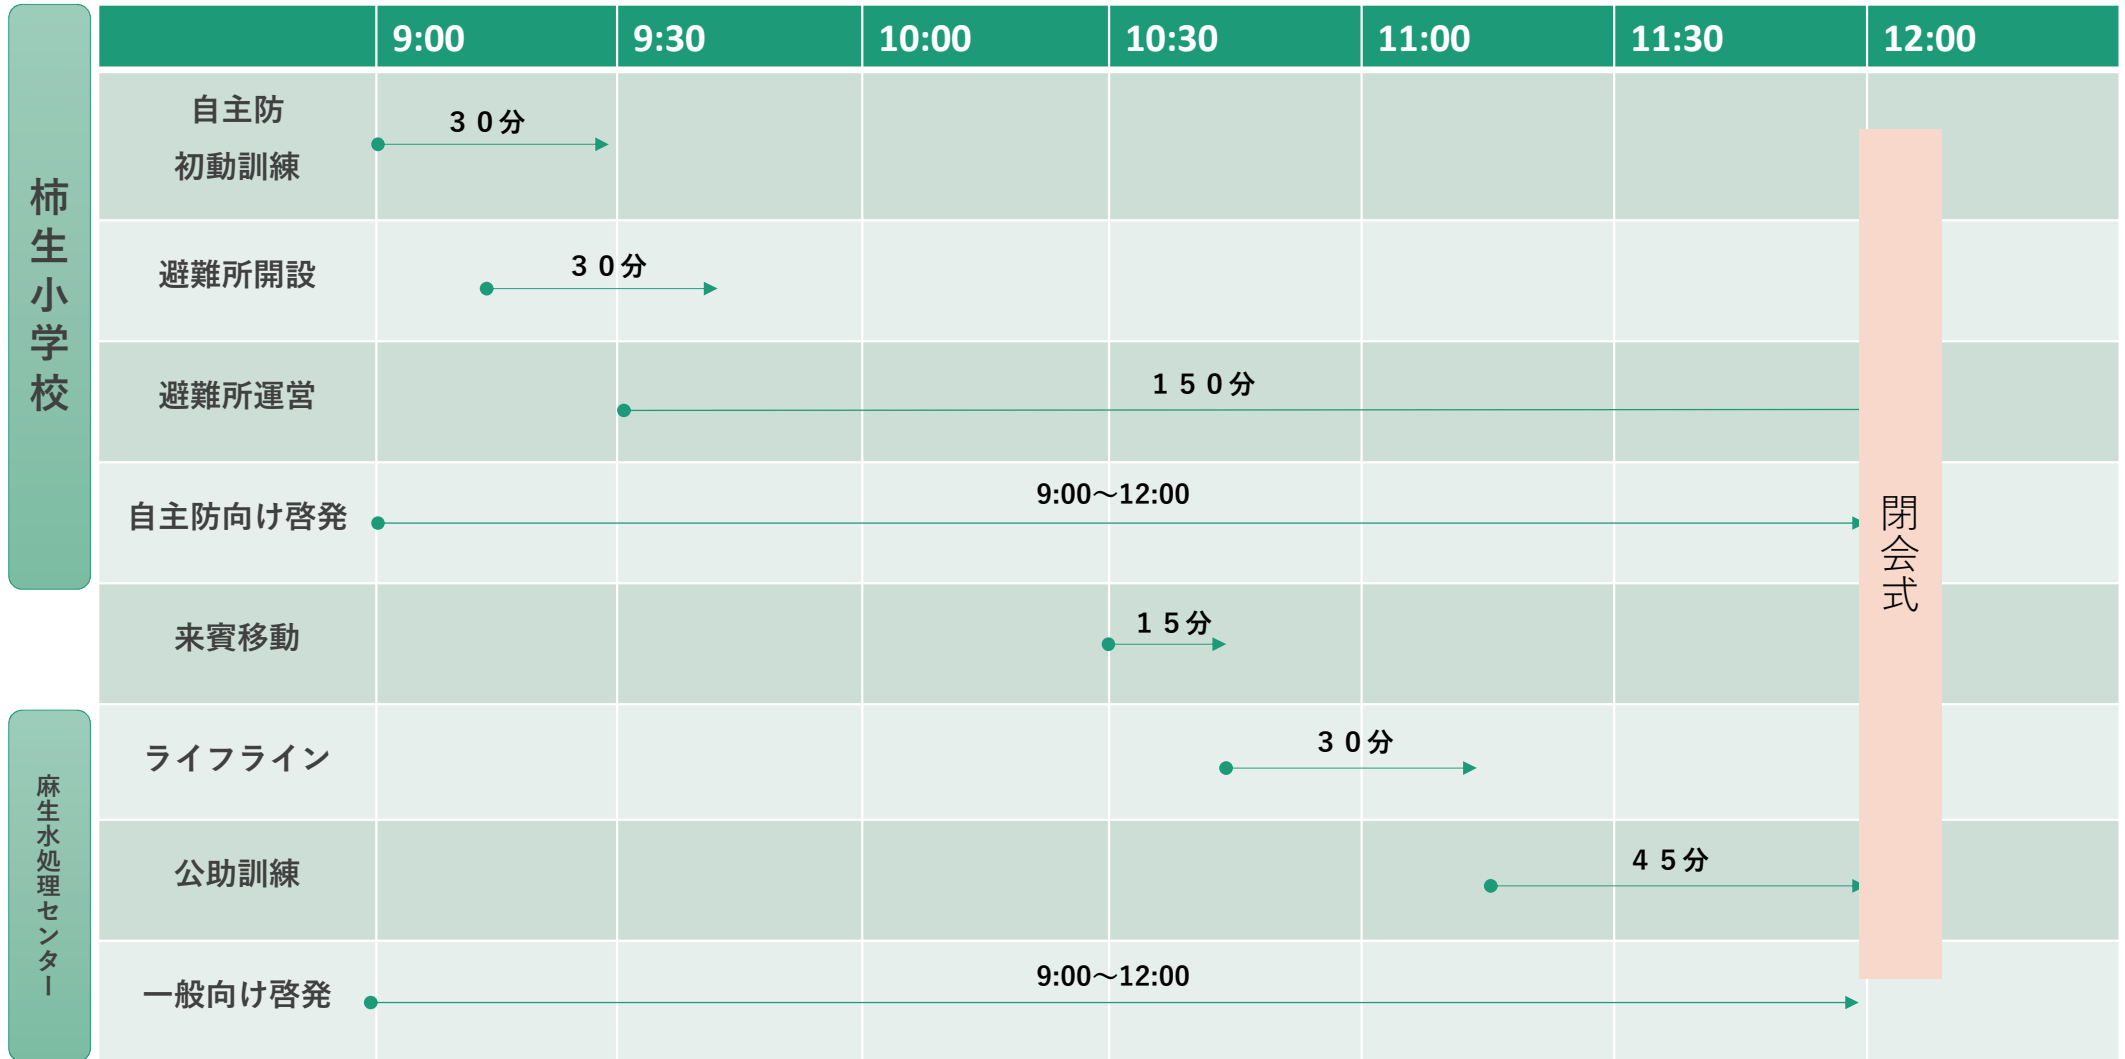 柿生小学校
9:00 9:30 10:00 10:30 11:00 11:30 12:00
自主防
初動訓練
３０分
避難所開設
３０分
避難所運営
１５０分
自主防向け啓発
9:00～12:00
来賓移動
１５分
麻生水処理センター
ライフライン
３０分
公助訓練
４５分
一般向け啓発
9:00～12:00
閉会式